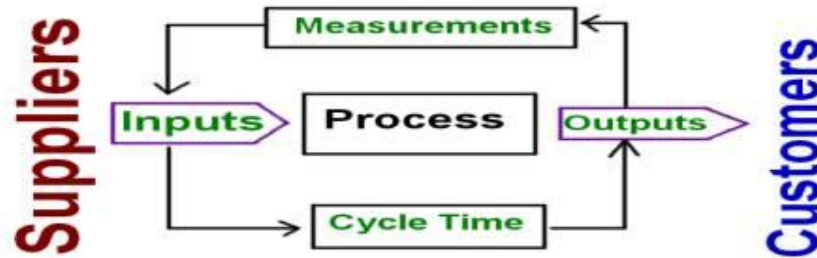 Suppliers
Measurements
Inputs
Process
Outputs
Cycle Time
Customers